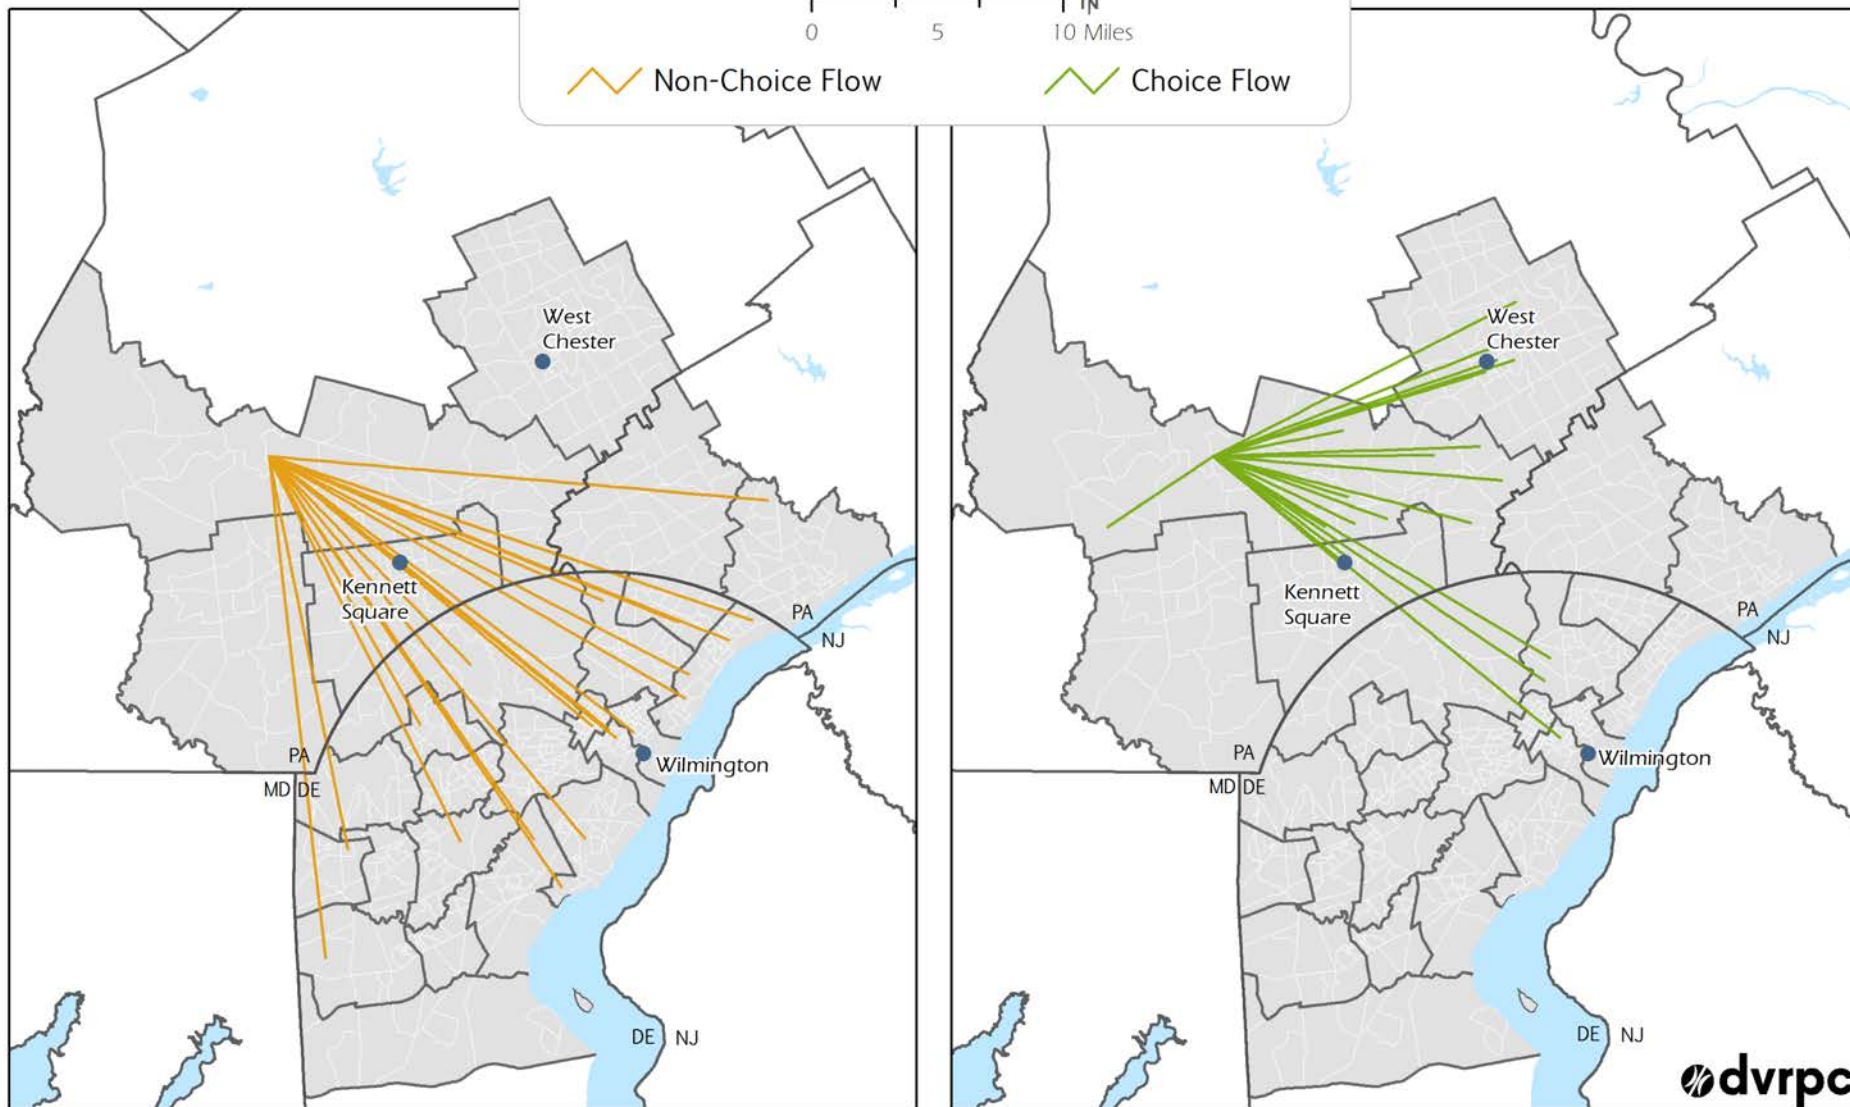 N
0 5 10 Miles
Non-Choice Flow Choice Flow
West
Chester
Kennett
Square
PA
NJ
PA
MD DE
Wilmington
DE NJ
West
Chester
Kennett
Square
PA
NJ
PA
MD DE
Wilmington
DE NJ
dvrpc